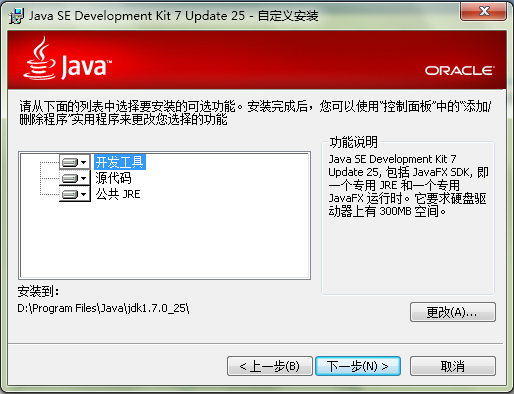 Java SE Development Kit 7 Update 25 - 自定义安装
Java™
ORACLE
请从下面的列表中选择要安装的可选功能。安装完成后，您可以使用“控制面板”中的“添加/
删除程序”实用程序来更改您选择的功能
开发工具
源代码
公共 JRE
功能说明
Java SE Development Kit 7
Update 25, 包括 JavaFX SDK, 即
一个专用 JRE 和一个专用
JavaFX 运行时。它要求硬盘驱
动器上有 300MB 空间。
安装到：
D:\Program Files\Java\jdk1.7.0_25\
更改(A)...
< 上一步(B)
下一步(N) >
取消